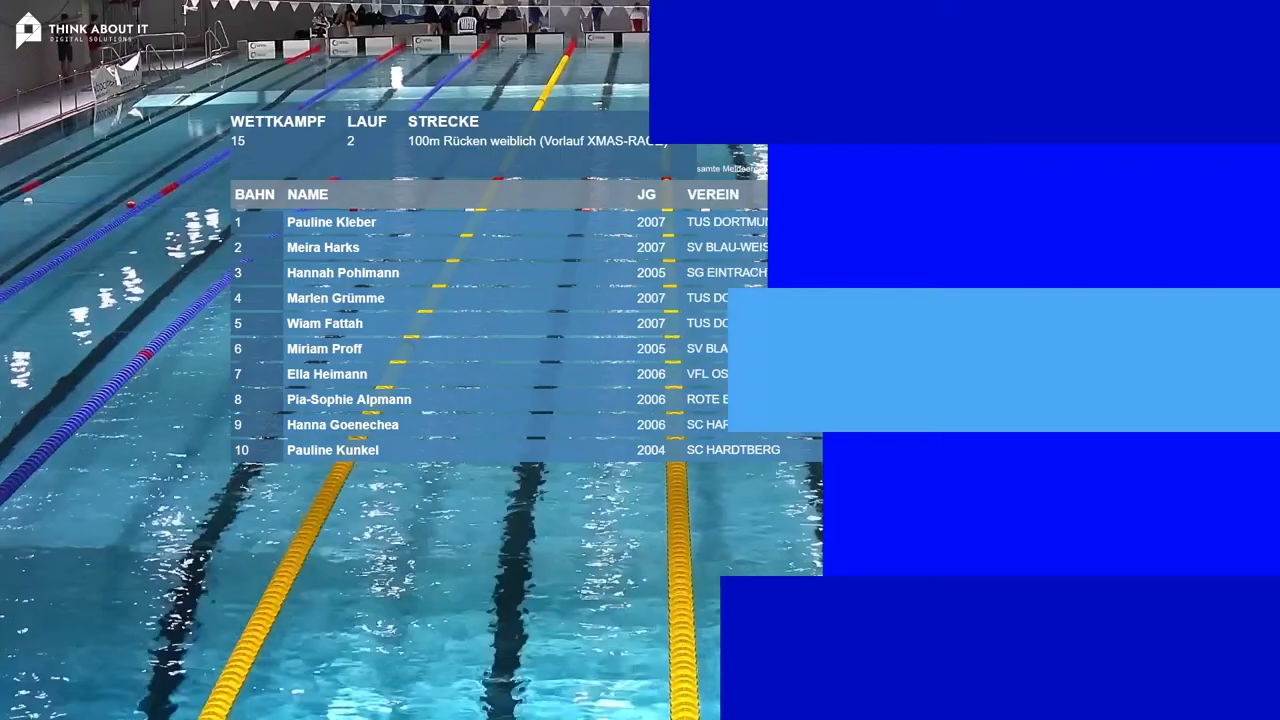 THINK ABOUT IT
DIGITAL SOLUTIONS
WETTKAMPF LAUF STRECKE
15 2 100m Rücken weiblich (Vorlauf XMAS-RACE)
samte
BAHN NAME JG VEREIN
1 Pauline Kleber 2007 TUS DORTMUN
2 Meira Harks 2007 SV BLAU-WEIS
3 Hannah Pohlmann 2005 SG EINTRACH
4 Marlen Grümme 2007 TUS DO
5 Wiam Fattah 2007 TUS DO
6 Miriam Proff 2005 SV BLA
7 Ella Heimann 2006 VFL OS
8 Pia-Sophie Alpmann 2006 ROTE E
9 Hanna Goenechea 2006 SC HAR
10 Pauline Kunkel 2004 SC HARDTBERG